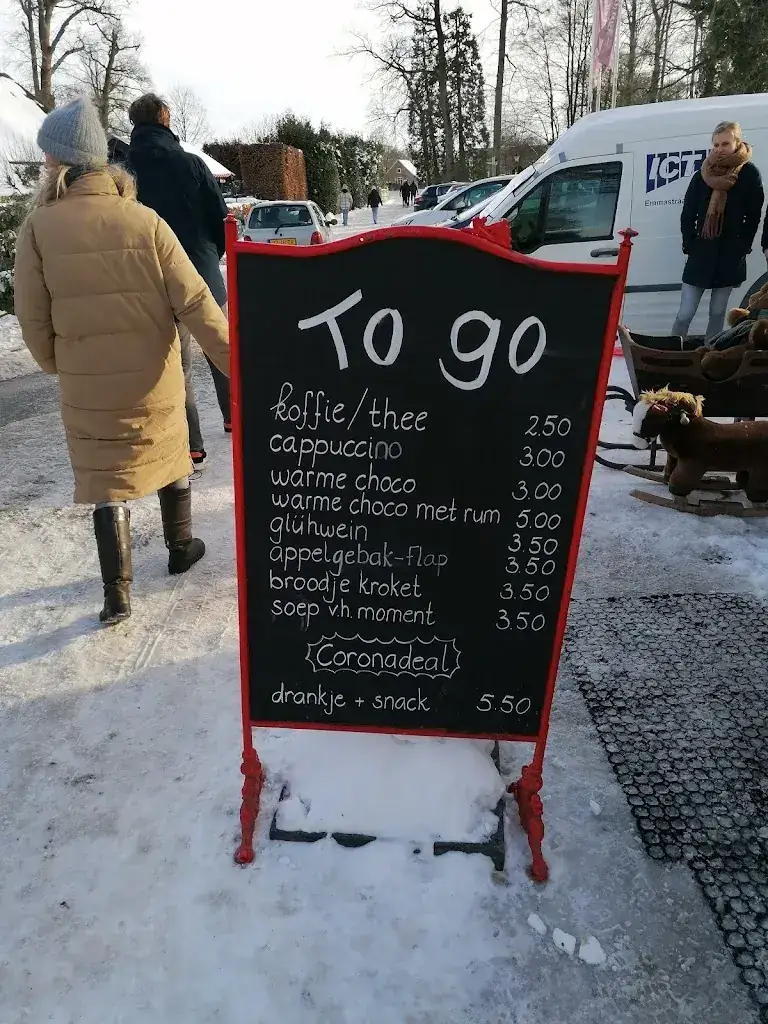 To go
koffie/thee 2.50
cappuccino 3.00
warme choco 3.00
warme choco met rum 5.00
glühwein 3.50
appelgebak-flap 3.50
broodje kroket 3.50
soep v.h. moment 3.50
Coronadeal
drankje + snack 5.50
ICT
Emmastraa